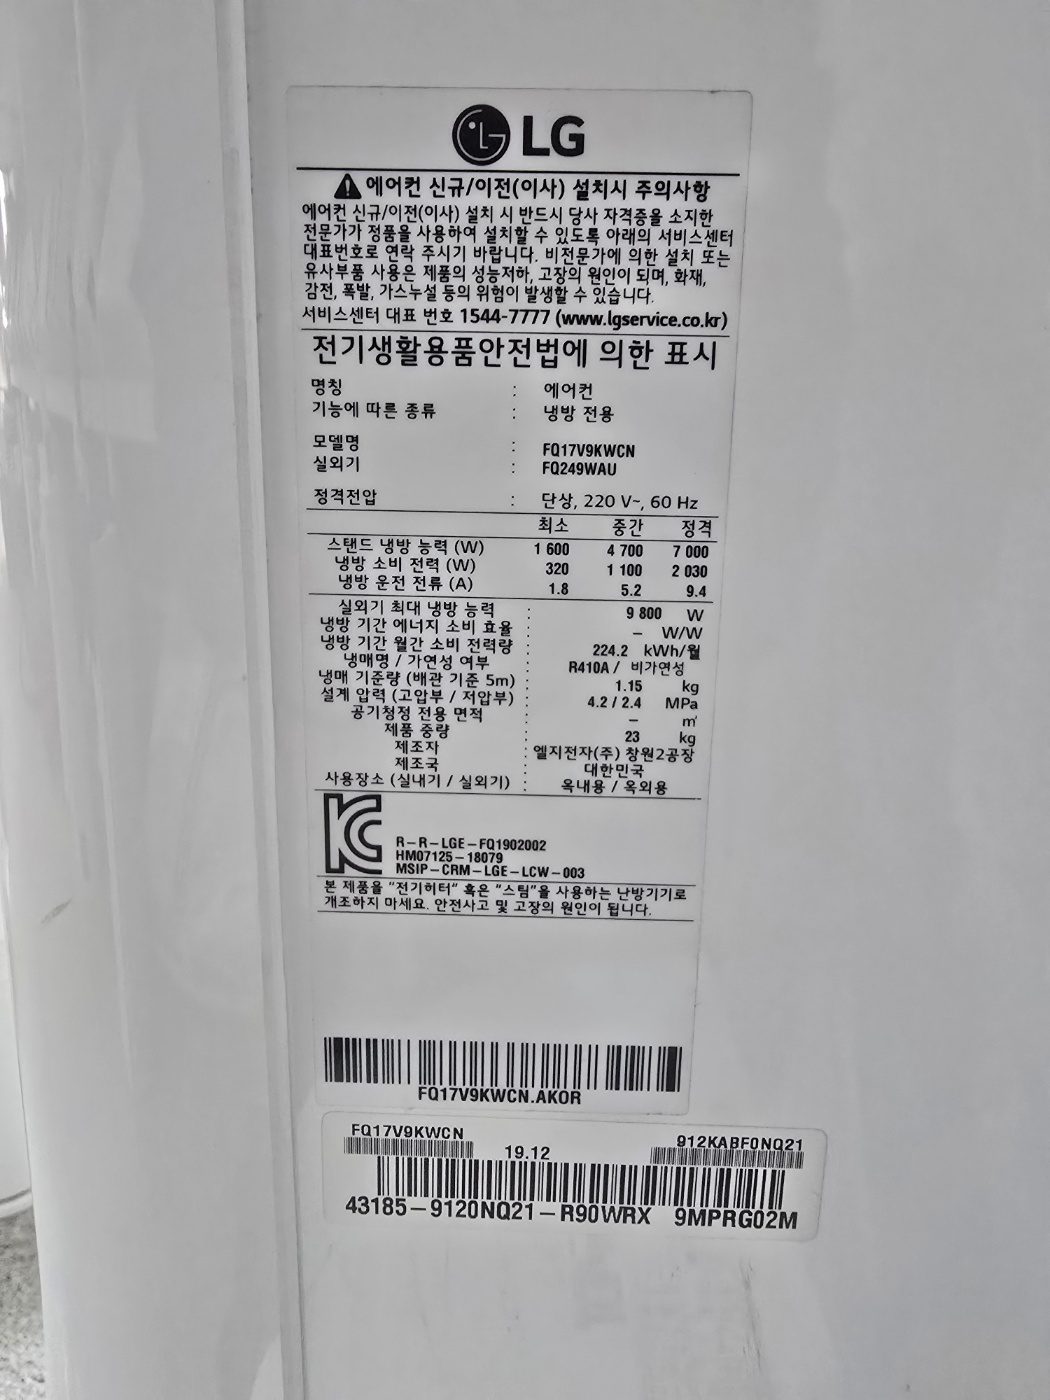 LG
에어컨 신규/이전(이사) 설치시 주의사항
에어컨 신규/이전(이사) 설치 시 반드시 당사 자격증을 소지한
전문가가 정품을 사용하여 설치할 수 있도록 아래의 서비스센터
대표번호로 연락 주시기 바랍니다. 비전문가에 의한 설치 또는
유사부품 사용은 제품의 성능저하, 고장의 원인이 되며, 화재,
감전, 폭발, 가스누설 등의 위험이 발생할 수 있습니다.
서비스센터 대표 번호 1544-7777 (www.lgservice.co.kr)
전기생활용품안전법에 의한 표시
명칭 : 에어컨
기능에 따른 종류 : 냉방 전용
모델명 : FQ17V9KWCN
실외기 : FQ249WAU
정격전압 : 단상, 220 V~, 60 Hz
최소 중간 정격
스탠드 냉방 능력 (W) 1 600 4 700 7 000
냉방 소비 전력 (W) 320 1 100 2 030
냉방 운전 전류 (A) 1.8 5.2 9.4
실외기 최대 냉방 능력 : 9 800 W
냉방 기간 에너지 소비 효율 : – W/W
냉방 기간 월간 소비 전력량 : 224.2 kWh/월
냉매명 / 가연성 여부 : R410A / 비가연성
냉매 기준량 (배관 기준 5m) : 1.15 kg
설계 압력 (고압부 / 저압부) : 4.2 / 2.4 MPa
공기청정 전용 면적 : – ㎡
제품 중량 : 23 kg
제조자 : 엘지전자(주) 창원2공장
제조국 : 대한민국
사용장소 (실내기 / 실외기) : 옥내용 / 옥외용
R-R-LGE-FQ1902002
HM07125-18079
MSIP-CRM-LGE-LCW-003
본 제품을 "전기히터" 혹은 "스팀"을 사용하는 난방기기로
개조하지 마세요. 안전사고 및 고장의 원인이 됩니다.
FQ17V9KWCN.AKOR
FQ17V9KWCN 19.12 912KABF0NQ21
43185-9120NQ21-R90WRX 9MPRG02M